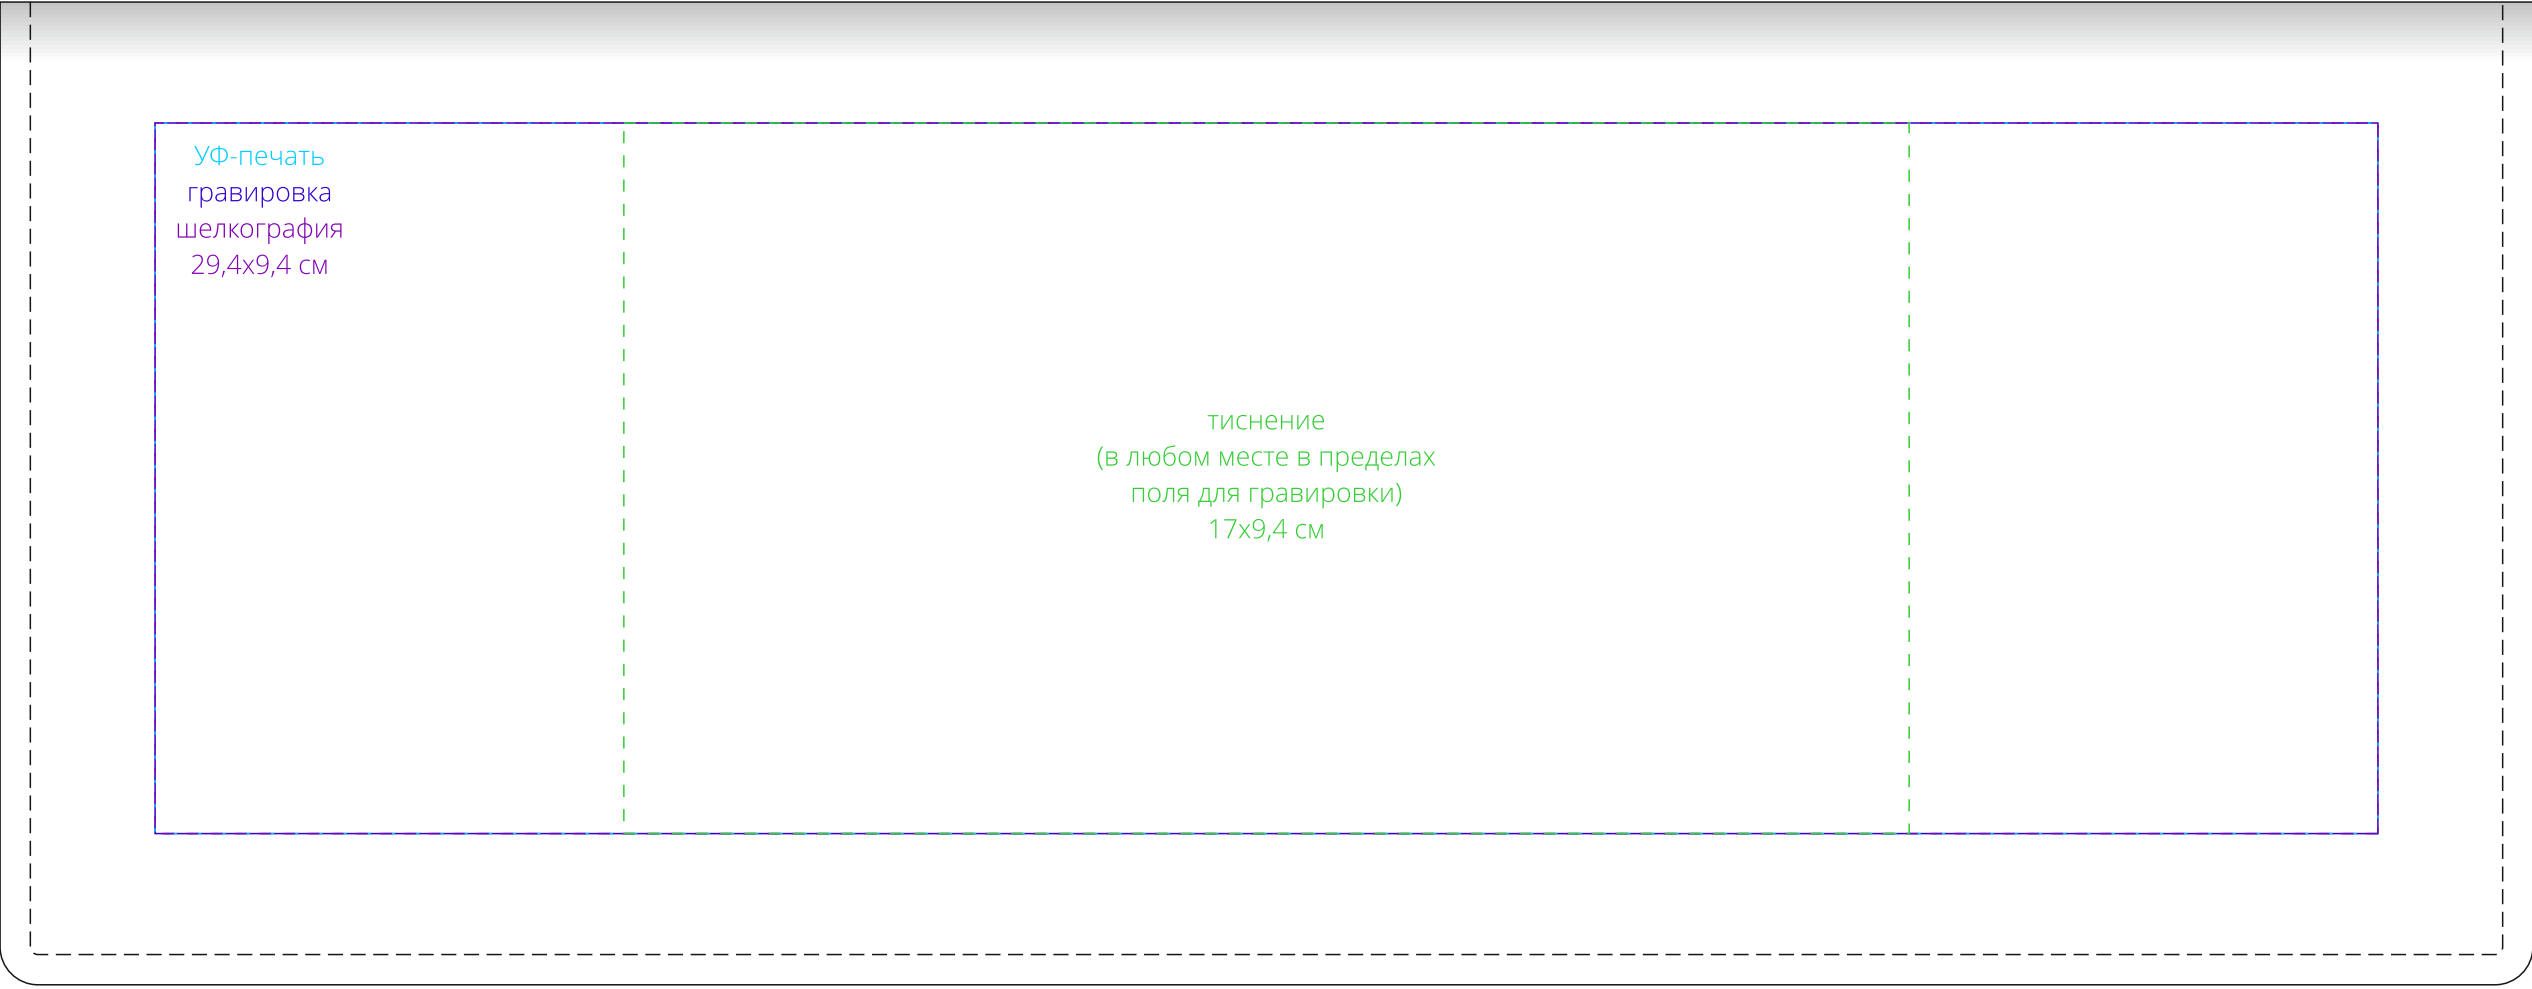 УФ-печать
гравировка
шелкография
29,4х9,4 см
тиснение
(в любом месте в пределах
поля для гравировки)
17х9,4 см